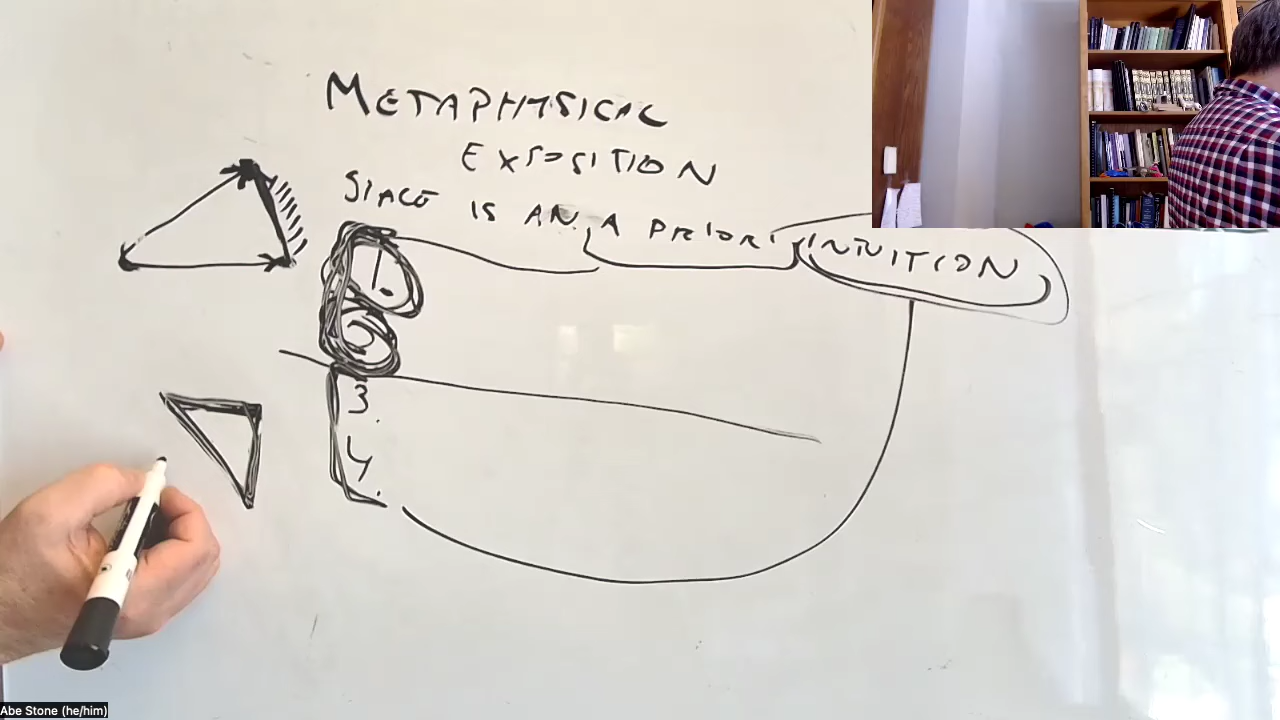 METAPHYSICAL
EXPOSITION
SPACE IS AN A PRIORI INTUITION
1.
2
3.
4.
Abe Stone (he/him)